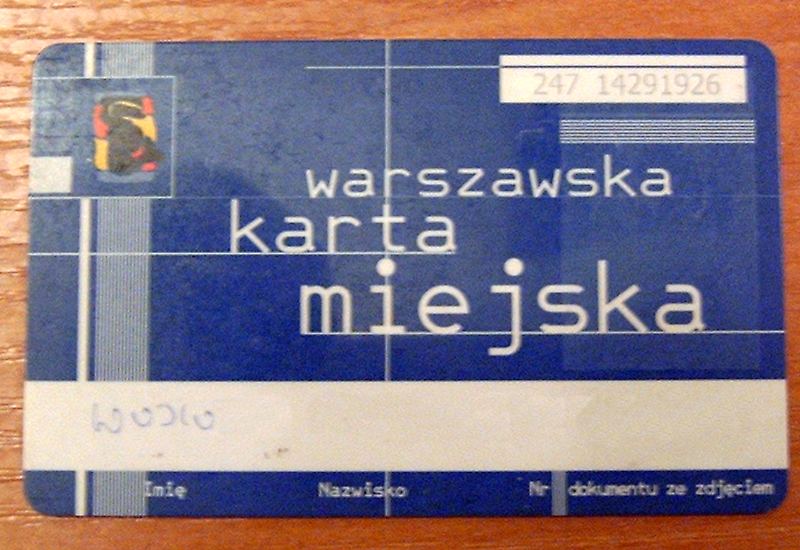 247 14291926
warszawska
karta
miejska
Imię Nazwisko Nr dokumentu ze zdjęciem